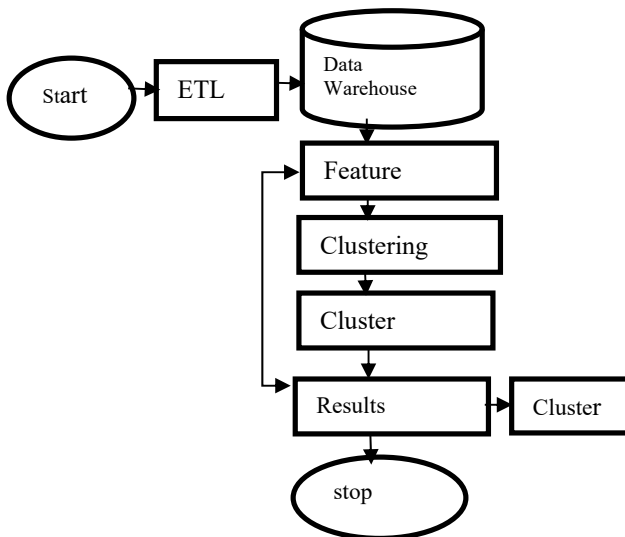 Start
ETL
Data
Warehouse
Feature
Clustering
Cluster
Results
Cluster
stop